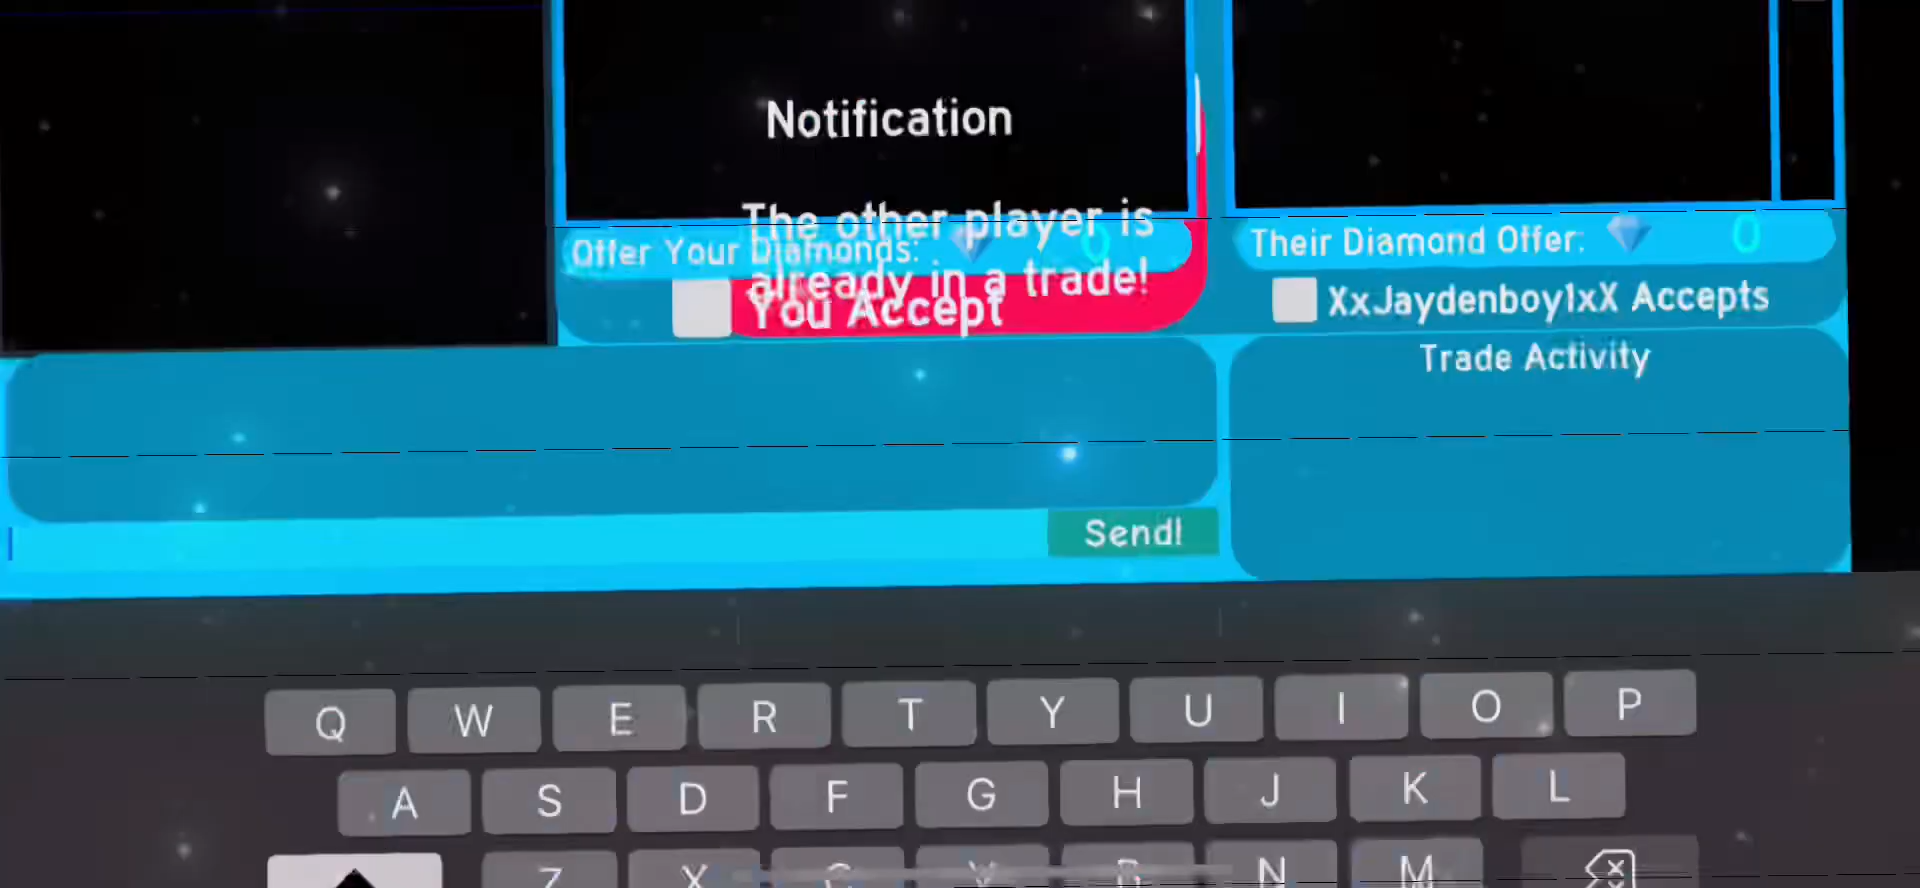 Notification
The other player is
already in a trade!
Offer Your Diamonds: 0
You Accept
Their Diamond Offer: 0
XxJaydenboy1xX Accepts
Trade Activity
Send!
Q W E R T Y U I O P
A S D F G H J K L
Z X C V B N M